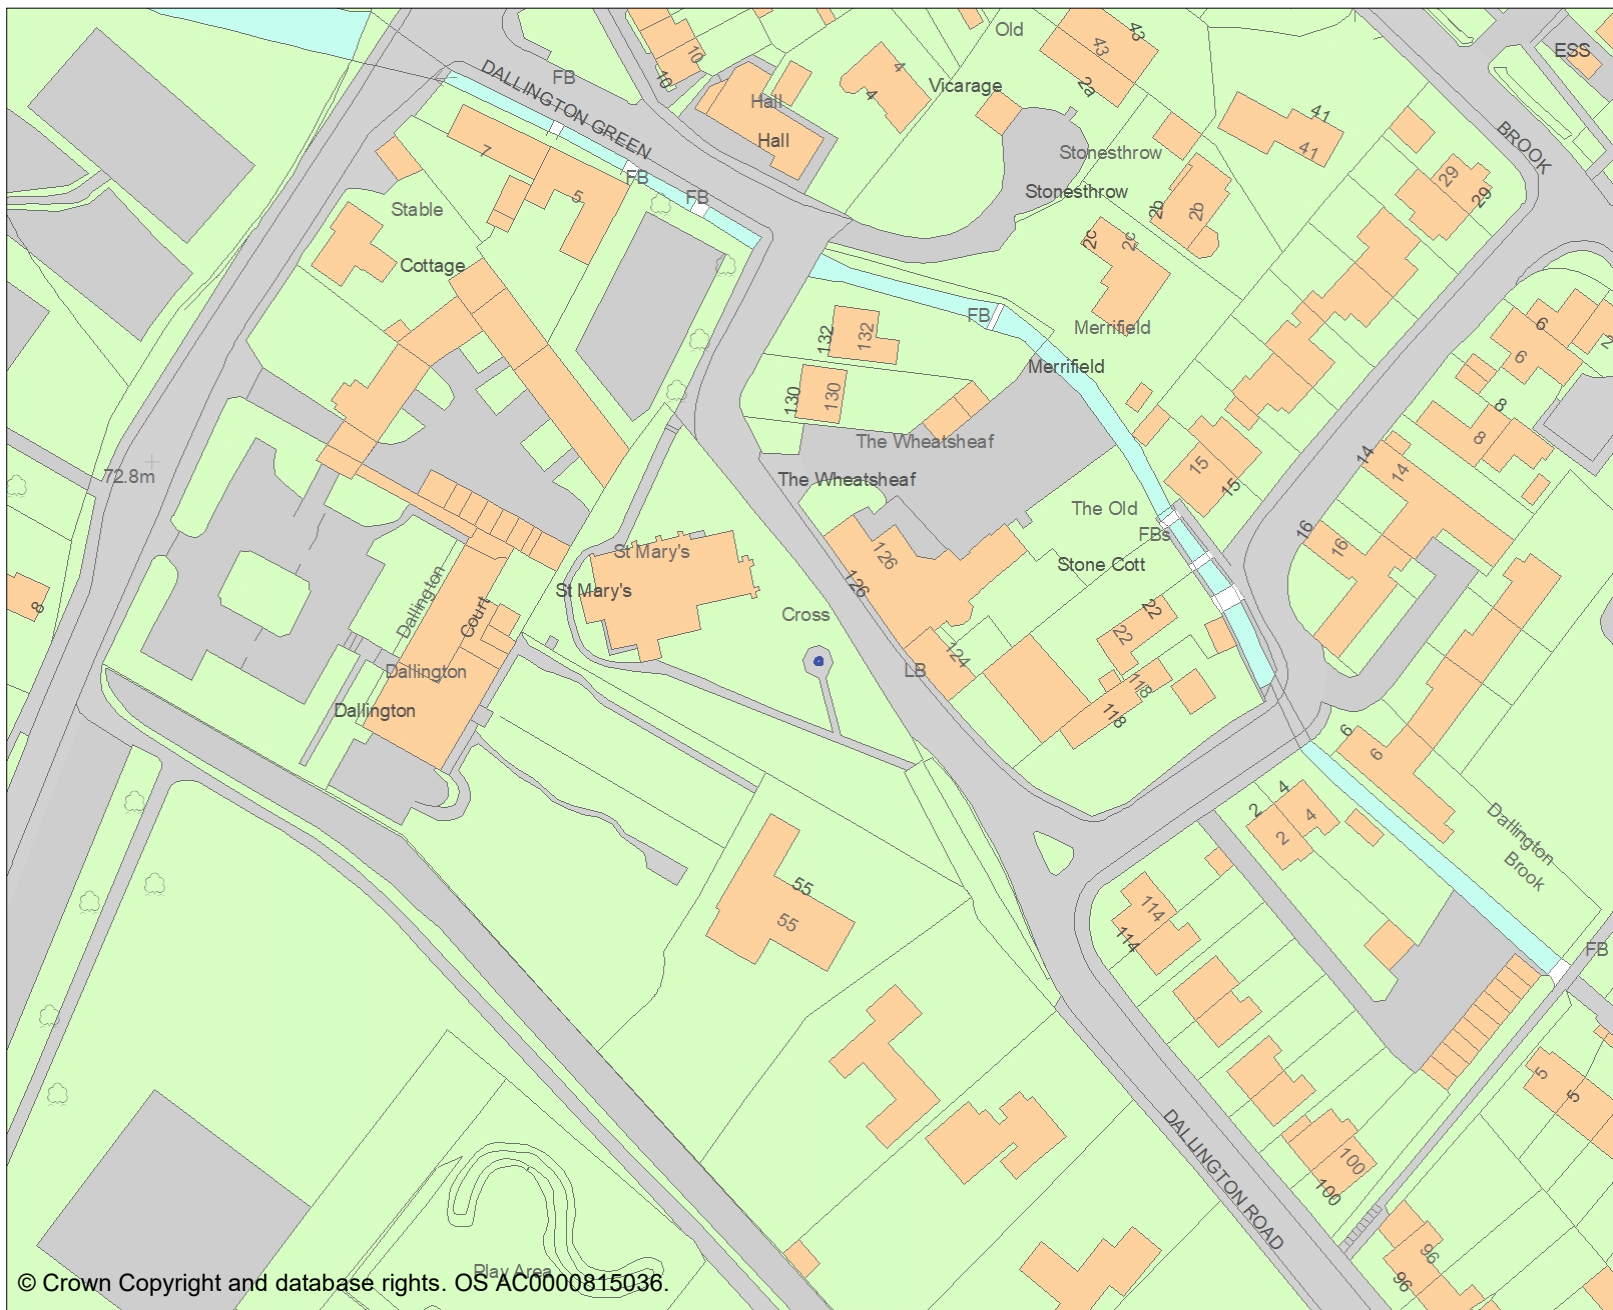 Old
43
43
ESS
10
10
FB
DALLINGTON GREEN
4
4
Vicarage
2a
Hall
Hall
41
41
BROOK
7
Stonesthrow
Stonesthrow
29
29
FB
FB
5
2b
2b
Stable
2c
2c
Cottage
FB
132
132
Merrifield
Merrifield
6
6
2
130
130
8
8
The Wheatsheaf
The Wheatsheaf
14
14
15
15
72.8m
The Old
FBs
Stone Cott
16
16
St Mary's
St Mary's
126
126
8
Dallington
Court
Cross
22
22
124
LB
Dallington
Dallington
118
118
6
6
4
4
2
2
Dallington
Brook
55
55
114
114
FB
5
5
DALLINGTON ROAD
100
100
96
96
Play Area
© Crown Copyright and database rights. OS AC0000815036.